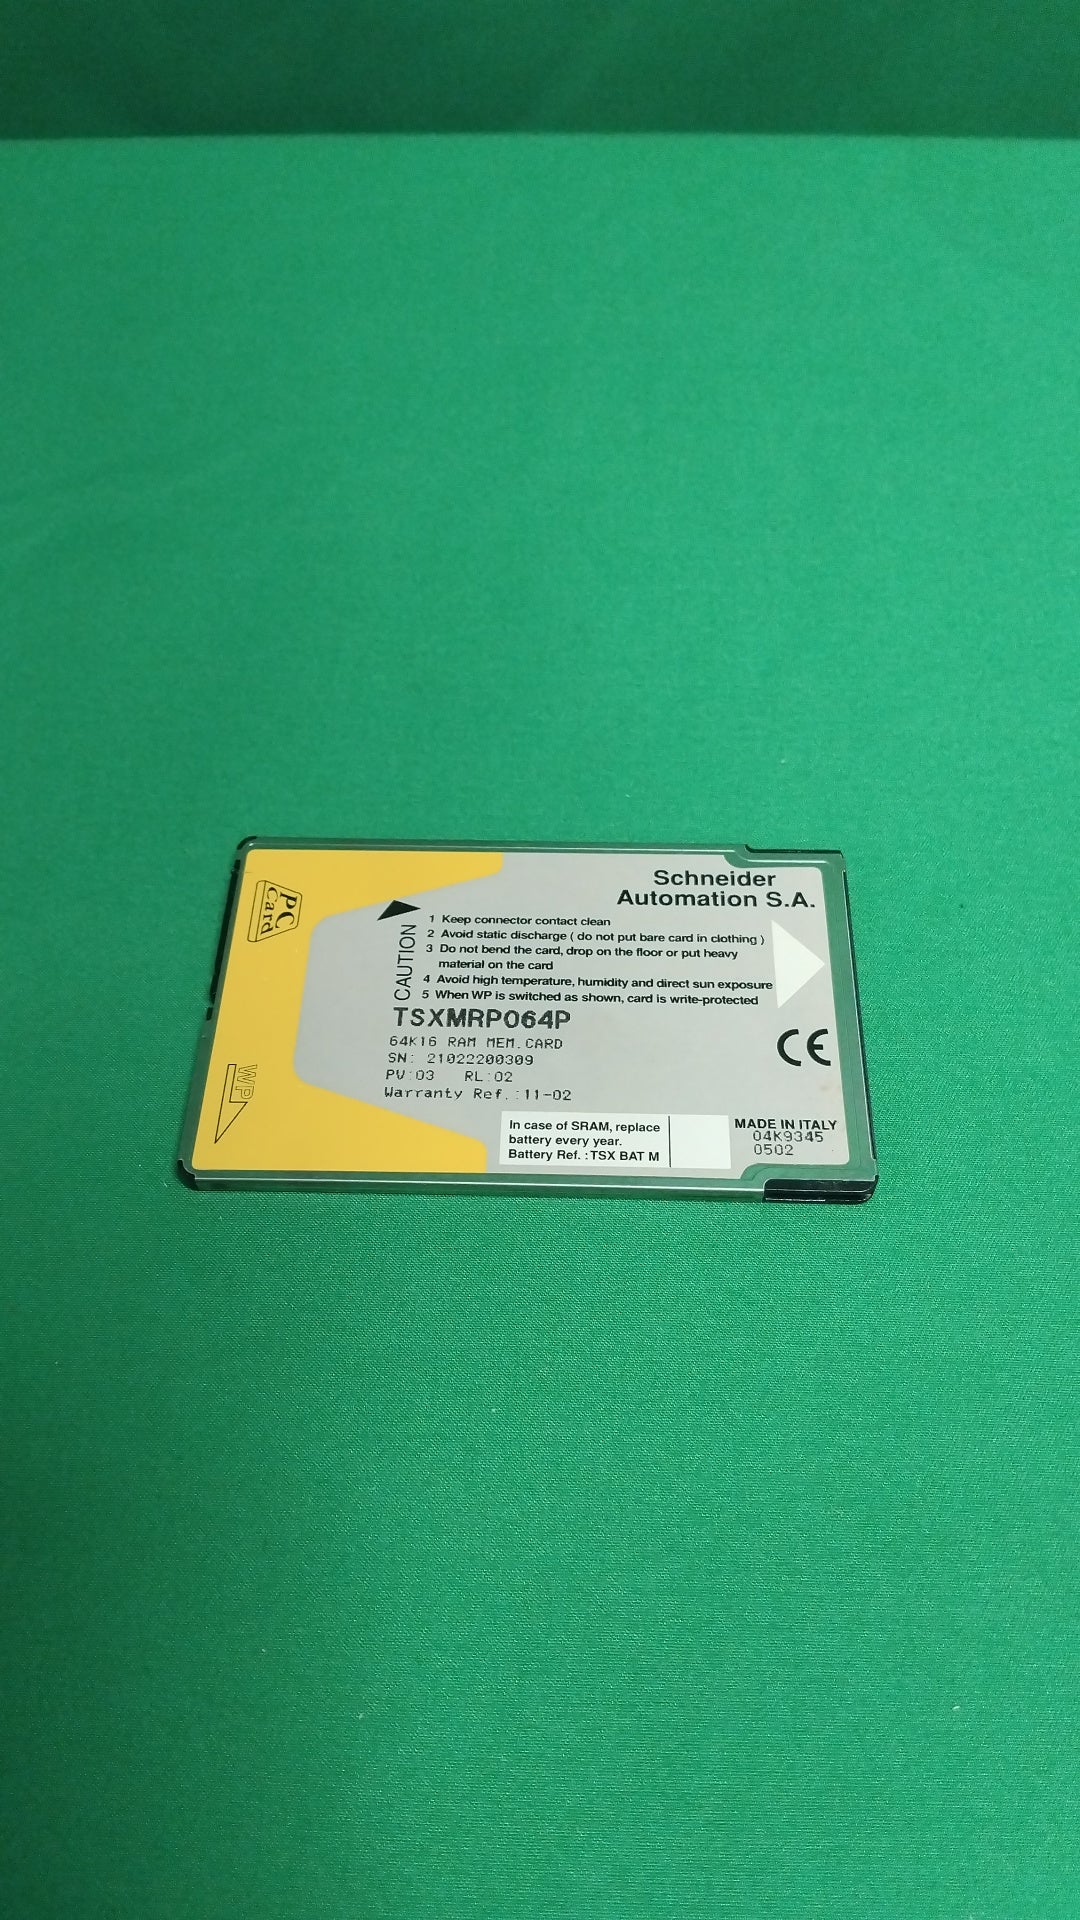 PC
Card
Schneider
Automation S.A.
CAUTION
1 Keep connector contact clean
2 Avoid static discharge ( do not put bare card in clothing )
3 Do not bend the card, drop on the floor or put heavy
material on the card
4 Avoid high temperature, humidity and direct sun exposure
5 When WP is switched as shown, card is write-protected
TSXMRP064P
64K16 RAM MEM.CARD
SN: 21022200309
PV:03 RL:02
Warranty Ref.:11-02
CE
WP
In case of SRAM, replace
battery every year.
Battery Ref. : TSX BAT M
MADE IN ITALY
04K9345
0502